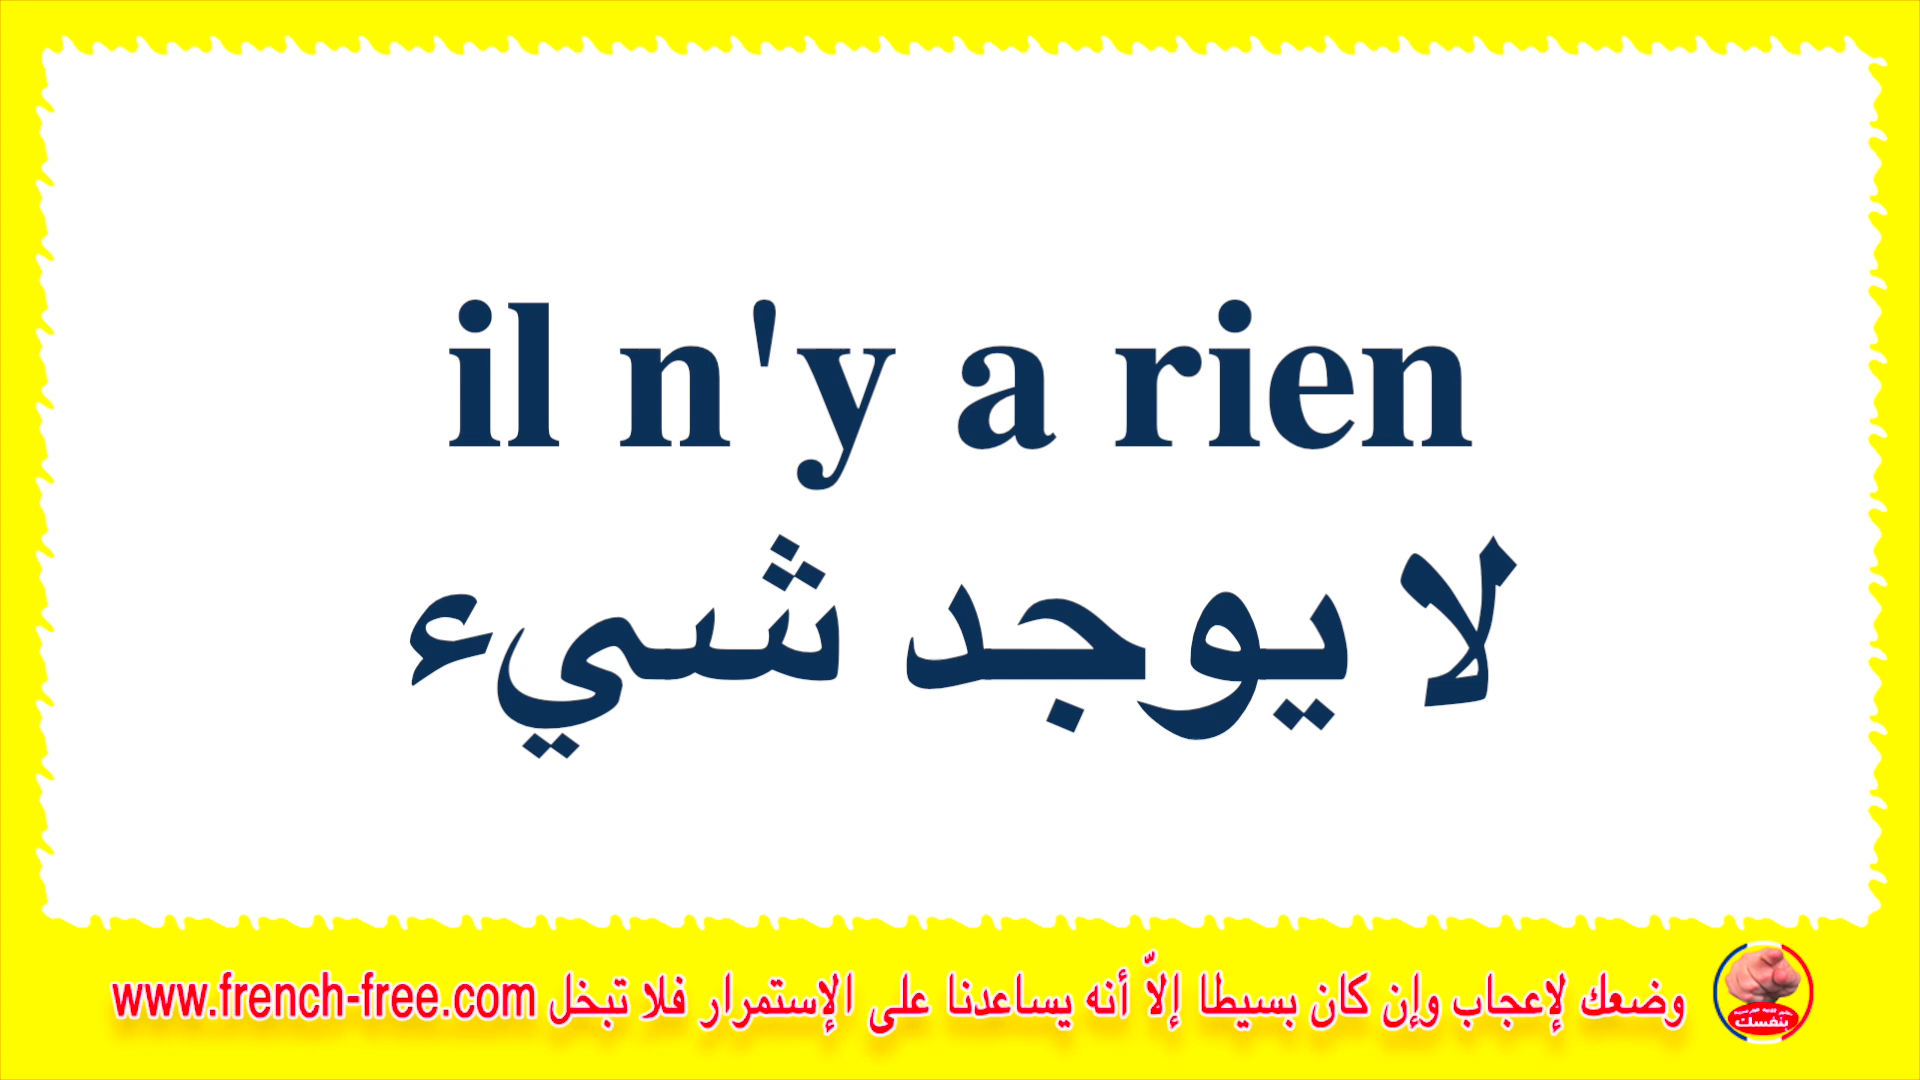 il n'y a rien
لا يوجد شيء
وضعك لإعجاب وإن كان بسيطا إلاّ أنه يساعدنا على الإستمرار فلا تبخل www.french-free.com
بنفسك